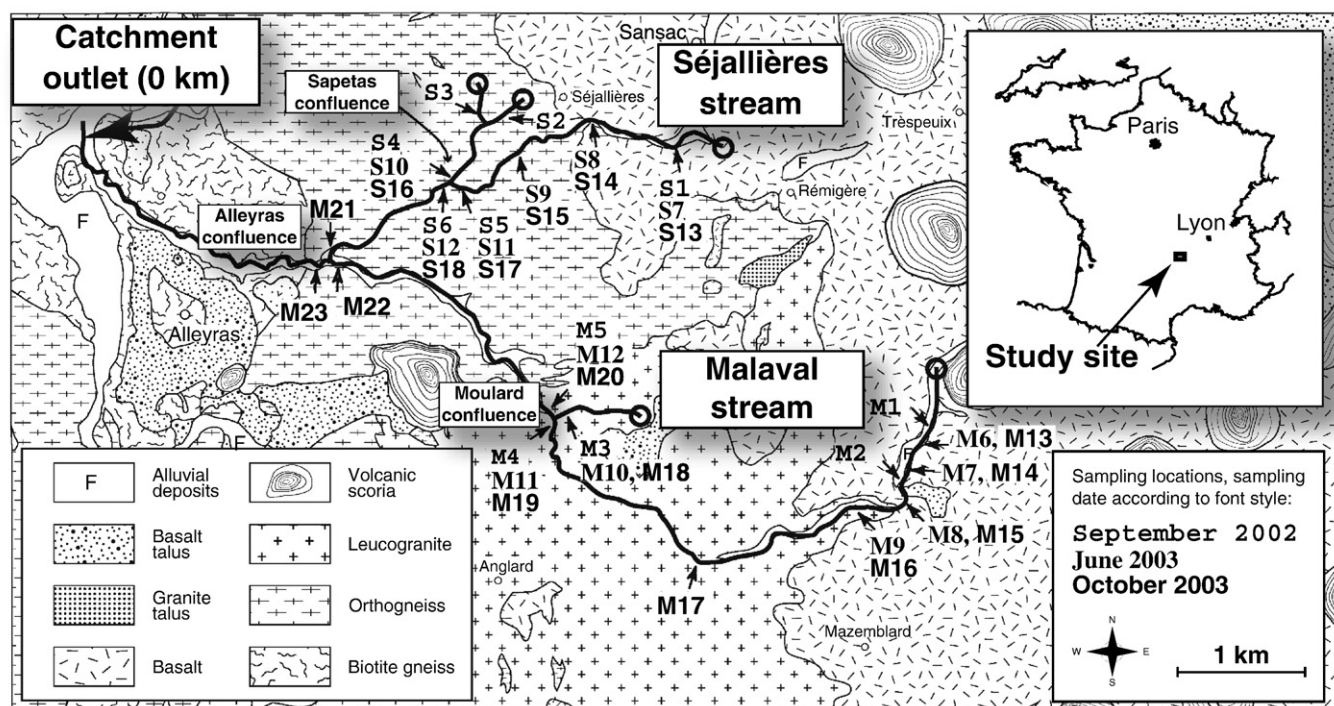 Catchment
outlet (0 km)
Sapetas
confluence
Sansac
Séjallières
stream
Séjallières
S3
S2
S4
S10
S16
S8
S14
S9
S15
S1
S7
S13
S6
S12
S18
S5
S11
S17
Trèspeuix
F
Rémigère
Paris
Lyon
Study site
F
Alleyras
confluence
M21
M23
M22
Alleyras
Moulard
confluence
M5
M12
M20
Malaval
stream
M1
M6, M13
M2
F
M7, M14
M3
M10, M18
M4
M11
M19
M8, M15
M9
M16
M17
Anglard
Mazemblard
F
F
Alluvial
deposits
Volcanic
scoria
Basalt
talus
Leucogranite
Granite
talus
Orthogneiss
Basalt
Biotite gneiss
Sampling locations, sampling
date according to font style:
September 2002
June 2003
October 2003
N
W
E
S
1 km